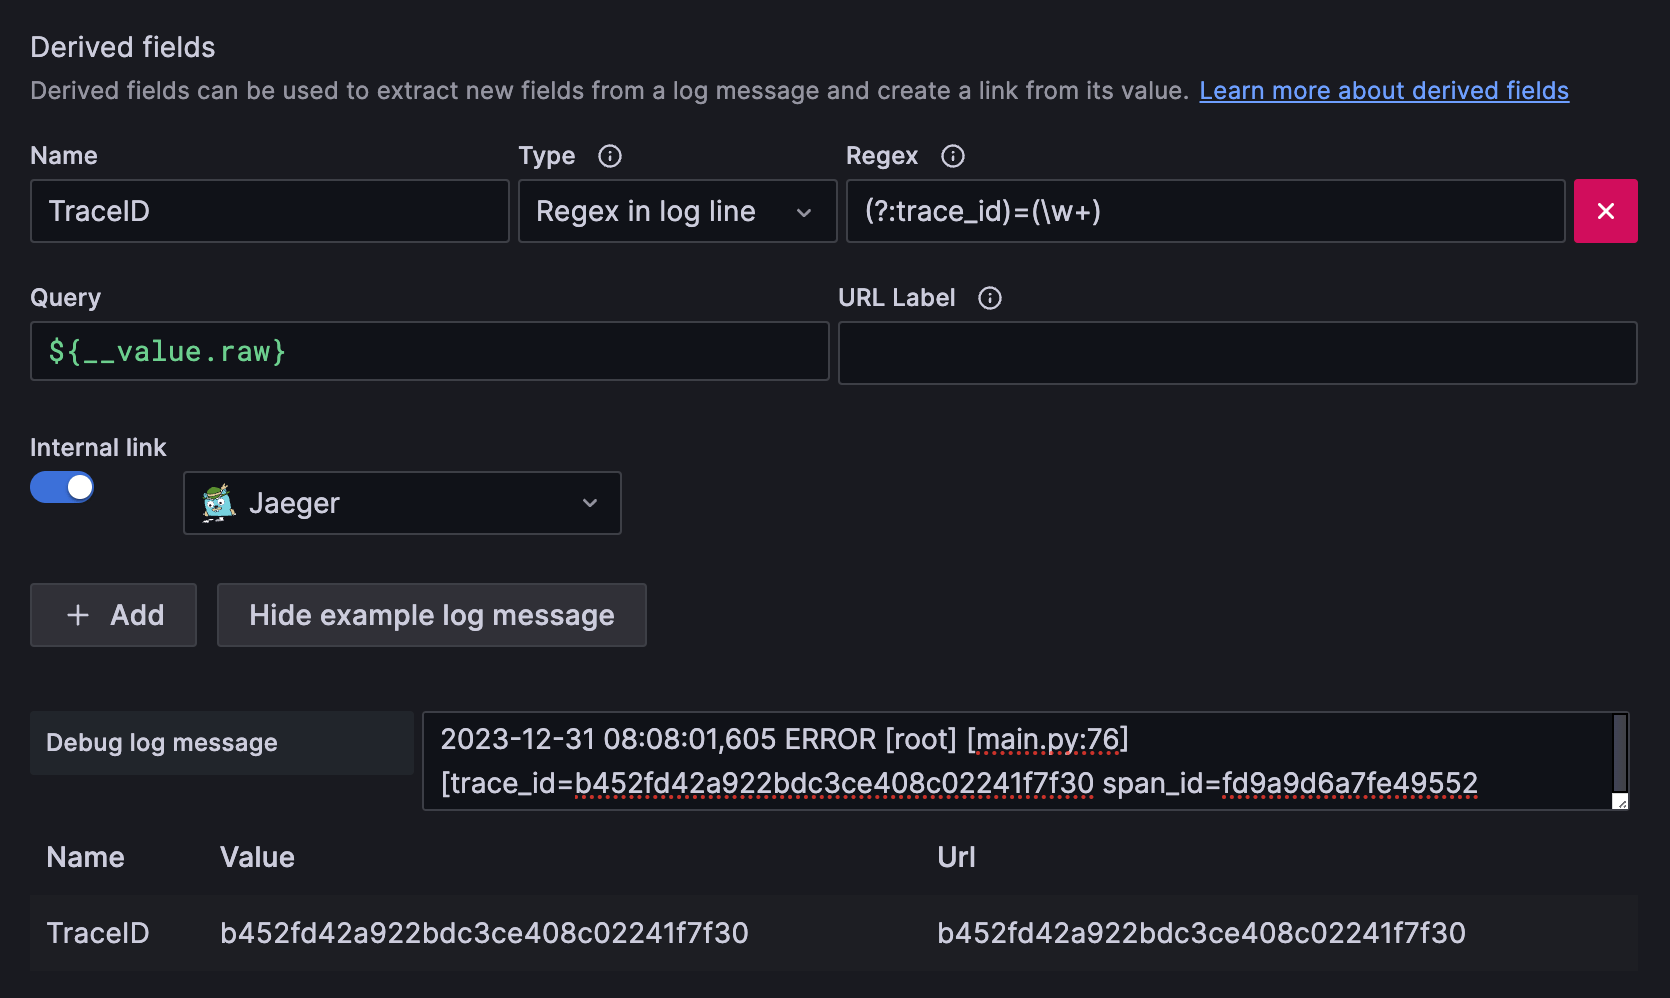 Derived fields
Derived fields can be used to extract new fields from a log message and create a link from its value. Learn more about derived fields
Name Type Regex
TraceID Regex in log line (?:trace_id)=(\w+)
Query URL Label
${__value.raw}
Internal link
Jaeger
Add Hide example log message
Debug log message
2023-12-31 08:08:01,605 ERROR [root] [main.py:76]
[trace_id=b452fd42a922bdc3ce408c02241f7f30 span_id=fd9a9d6a7fe49552
Name Value Url
TraceID b452fd42a922bdc3ce408c02241f7f30 b452fd42a922bdc3ce408c02241f7f30